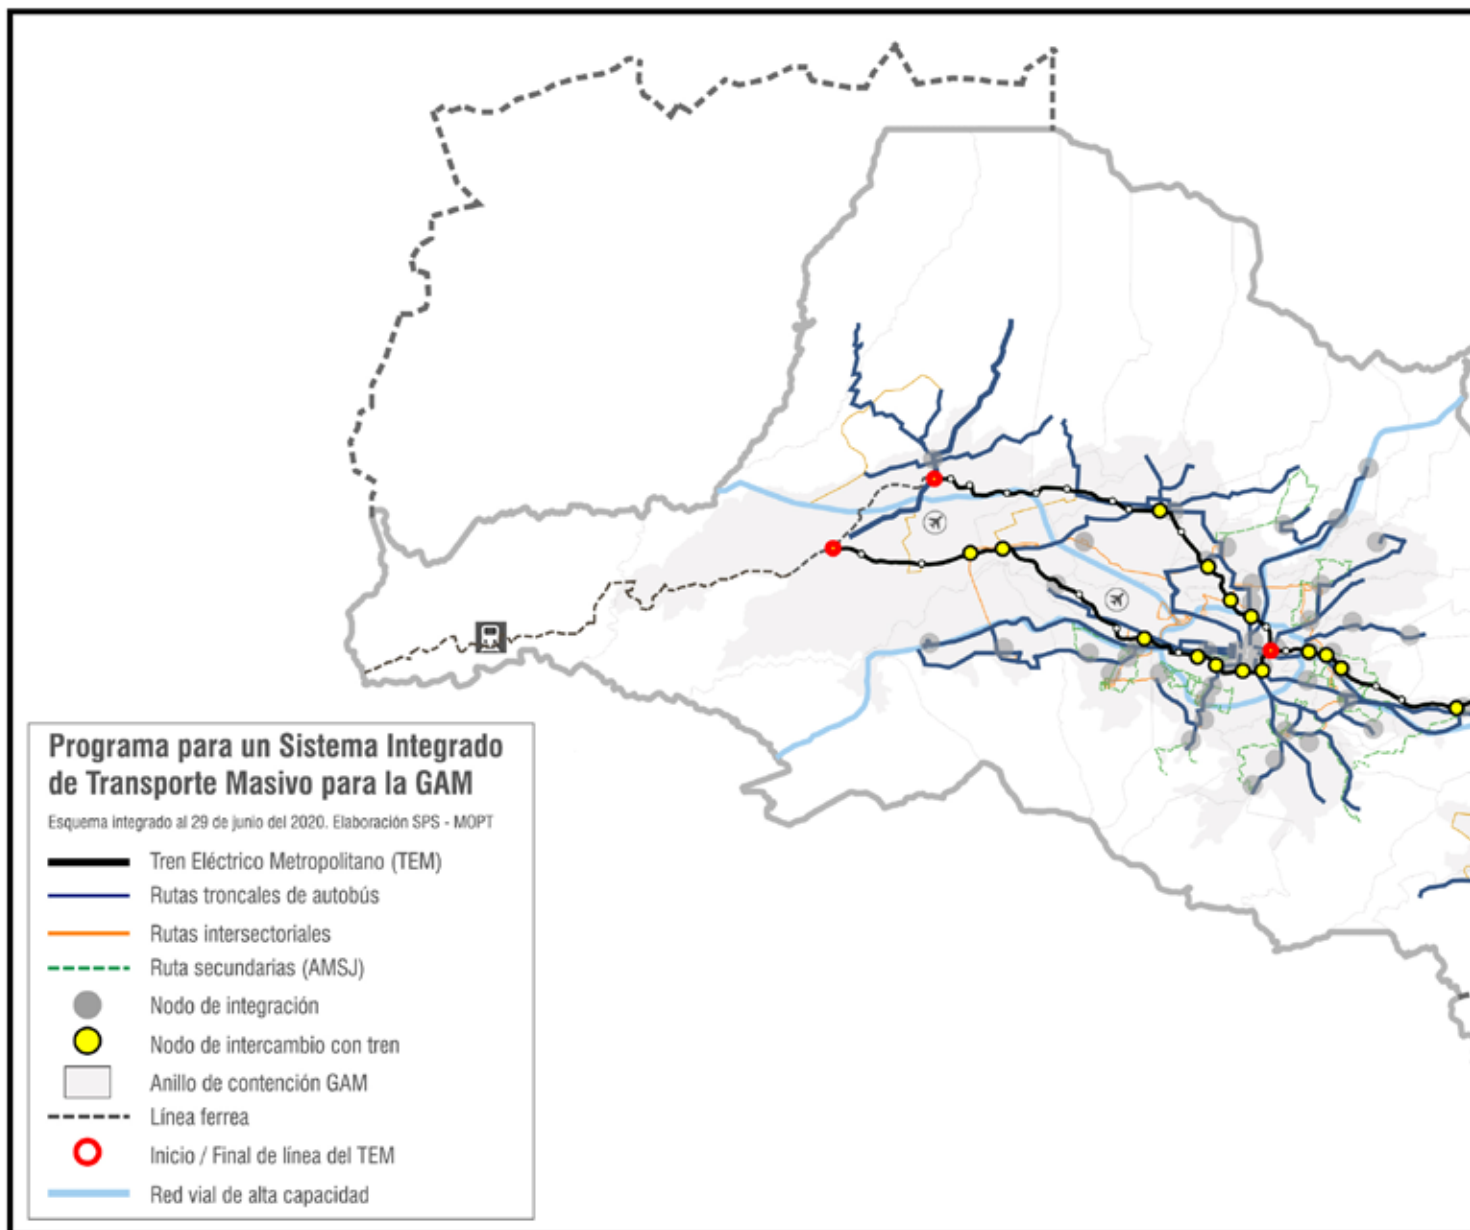 Programa para un Sistema Integrado
de Transporte Masivo para la GAM
Esquema integrado al 29 de junio del 2020. Elaboración SPS - MOPT
Tren Eléctrico Metropolitano (TEM)
Rutas troncales de autobús
Rutas intersectoriales
Ruta secundarias (AMSJ)
Nodo de integración
Nodo de intercambio con tren
Anillo de contención GAM
Línea ferrea
Inicio / Final de línea del TEM
Red vial de alta capacidad